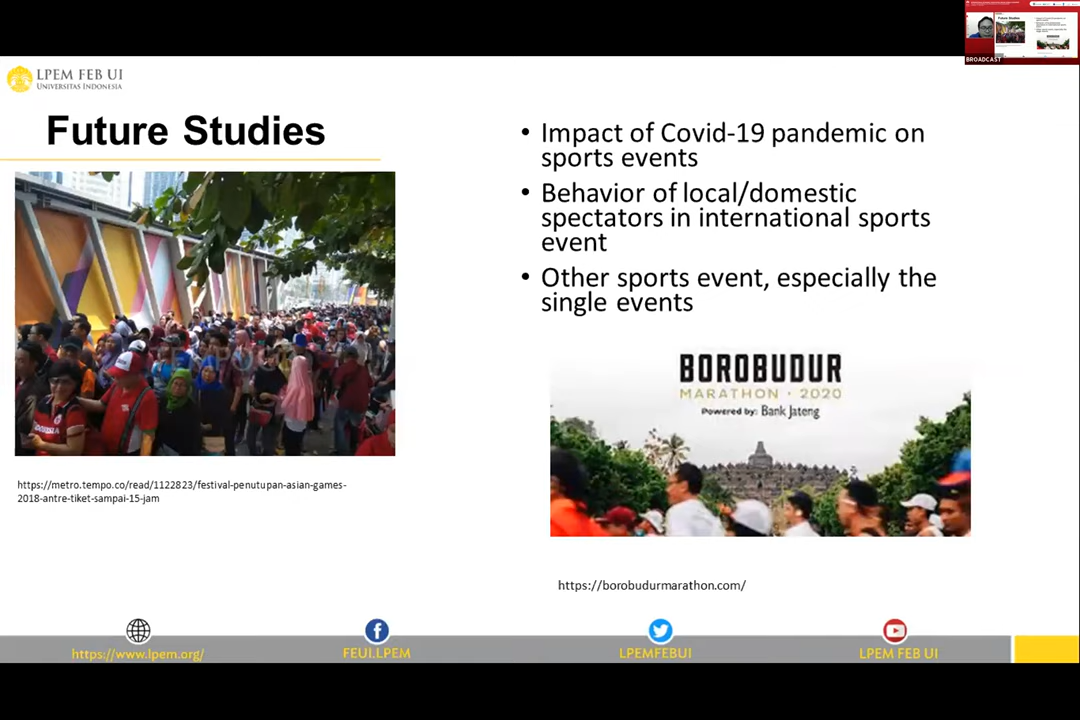 LPEM FEB UI
UNIVERSITAS INDONESIA
Future Studies
• Impact of Covid-19 pandemic on
sports events
• Behavior of local/domestic
spectators in international sports
event
• Other sports event, especially the
single events
BOROBUDUR
MARATHON • 2020
Powered by: Bank Jateng
https://metro.tempo.co/read/1122823/festival-penutupan-asian-games-
2018-antre-tiket-sampai-15-jam
https://borobudurmarathon.com/
https://www.lpem.org/
FEUI.LPEM
LPEMFEBUI
LPEM FEB UI
Future Studies
BROADCAST